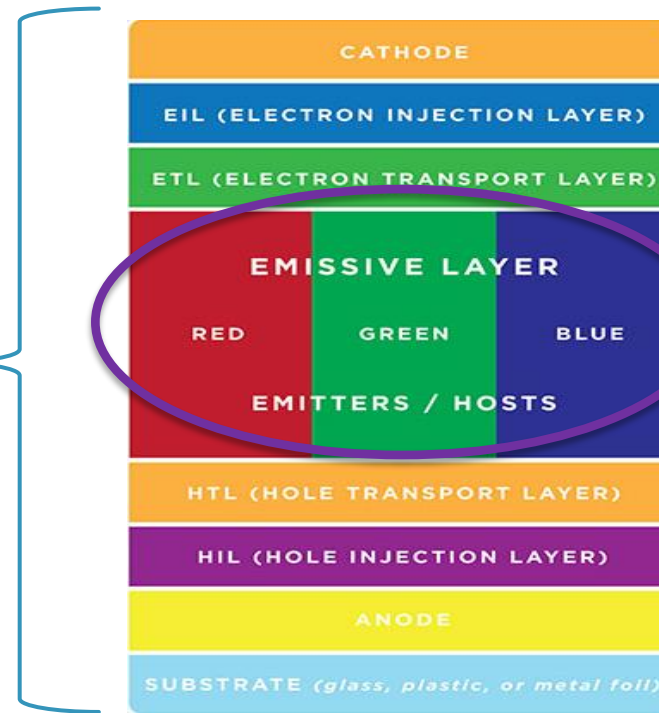 CATHODE
EIL (ELECTRON INJECTION LAYER)
ETL (ELECTRON TRANSPORT LAYER)
EMISSIVE LAYER
RED GREEN BLUE
EMITTERS / HOSTS
HTL (HOLE TRANSPORT LAYER)
HIL (HOLE INJECTION LAYER)
ANODE
SUBSTRATE (glass, plastic, or metal foil)